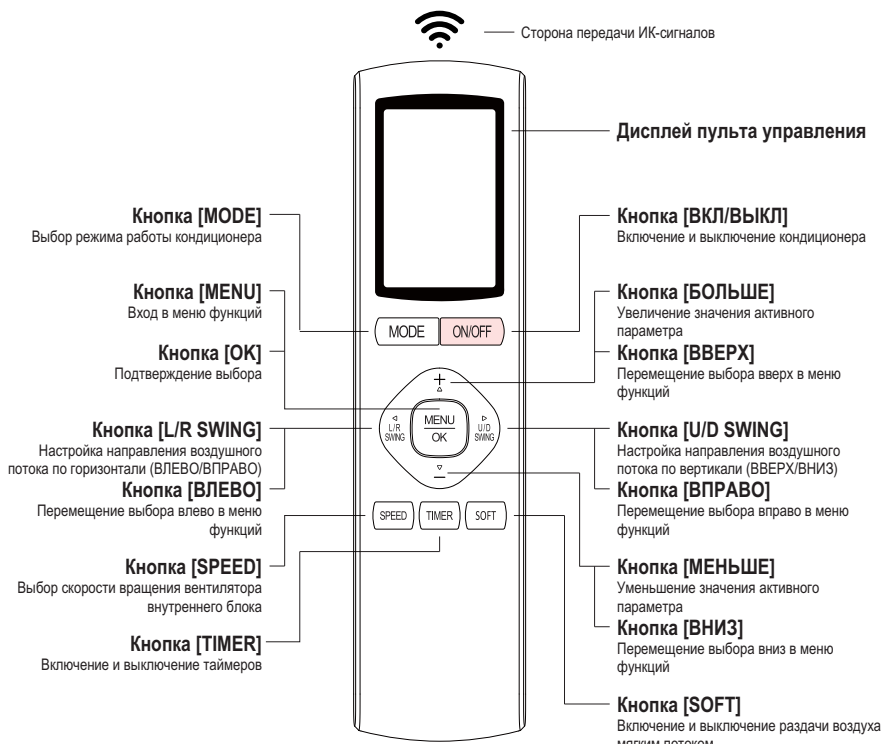 Сторона передачи ИК-сигналов
Дисплей пульта управления
Кнопка [MODE]
Выбор режима работы кондиционера
Кнопка [MENU]
Вход в меню функций
Кнопка [OK]
Подтверждение выбора
Кнопка [L/R SWING]
Настройка направления воздушного
потока по горизонтали (ВЛЕВО/ВПРАВО)
Кнопка [ВЛЕВО]
Перемещение выбора влево в меню
функций
Кнопка [SPEED]
Выбор скорости вращения вентилятора
внутреннего блока
Кнопка [TIMER]
Включение и выключение таймеров
MODE
ON/OFF
+
L/R
SWING
MENU
OK
U/D
SWING
−
SPEED
TIMER
SOFT
Кнопка [ВКЛ/ВЫКЛ]
Включение и выключение кондиционера
Кнопка [БОЛЬШЕ]
Увеличение значения активного
параметра
Кнопка [ВВЕРХ]
Перемещение выбора вверх в меню
функций
Кнопка [U/D SWING]
Настройка направления воздушного
потока по вертикали (ВВЕРХ/ВНИЗ)
Кнопка [ВПРАВО]
Перемещение выбора вправо в меню
функций
Кнопка [МЕНЬШЕ]
Уменьшение значения активного
параметра
Кнопка [ВНИЗ]
Перемещение выбора вниз в меню
функций
Кнопка [SOFT]
Включение и выключение раздачи воздуха
мягким потоком